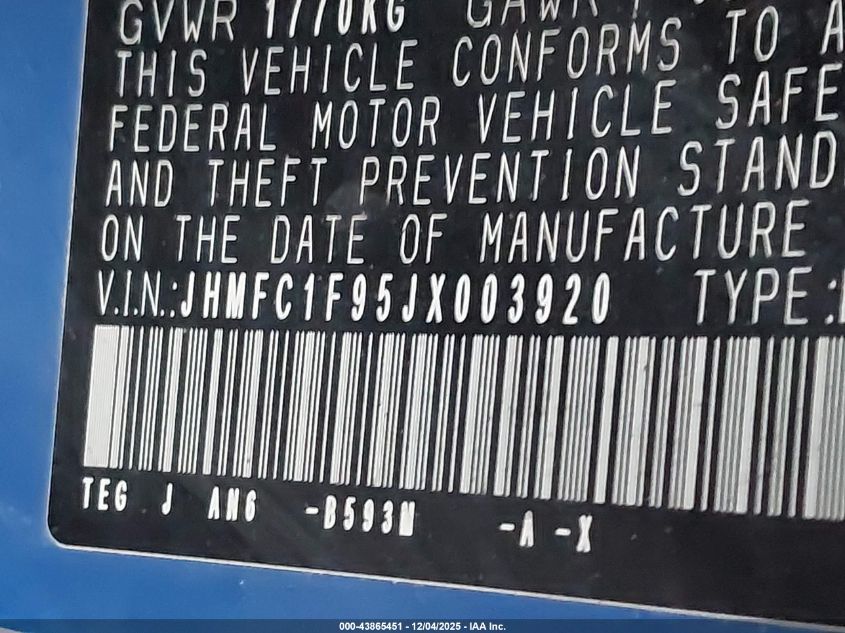 GVWR 1770KG GAWR
THIS VEHICLE CONFORMS TO A
FEDERAL MOTOR VEHICLE SAFE
AND THEFT PREVENTION STAND
ON THE DATE OF MANUFACTURE
V.I.N.:JHMFC1F95JX003920 TYPE:
TEG J AN6 -B593M -A -X
000-43865451 - 12/04/2025 - IAA Inc.